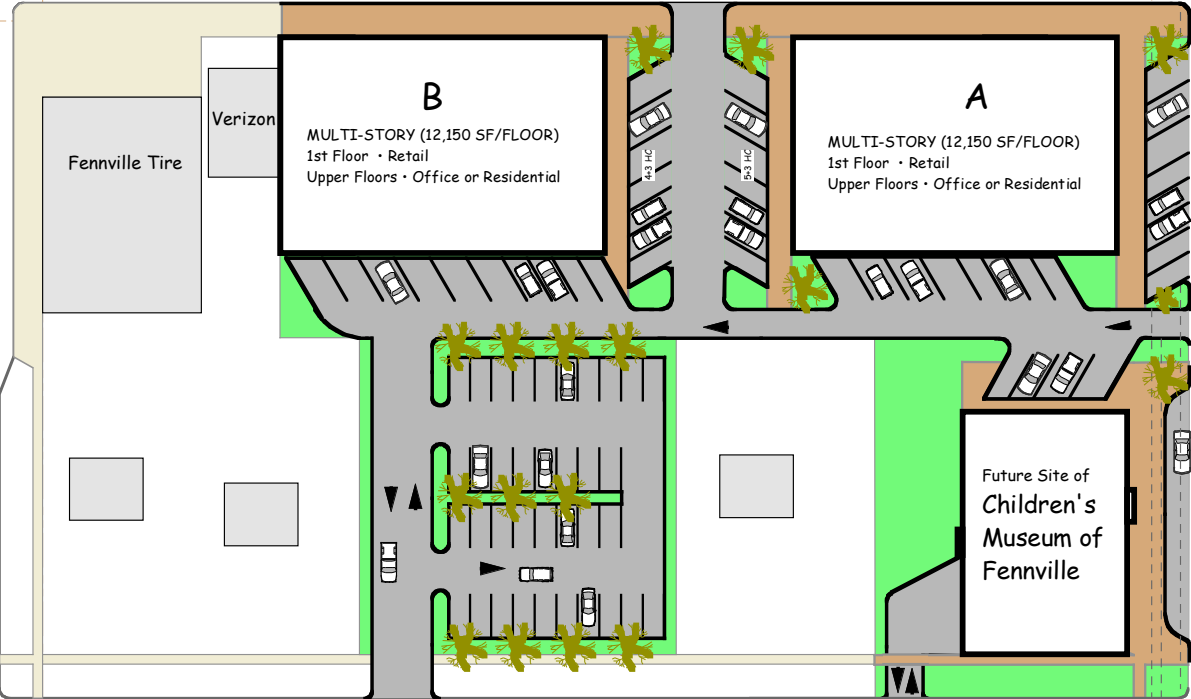 B
MULTI-STORY (12,150 SF/FLOOR)
1st Floor • Retail
Upper Floors • Office or Residential
A
MULTI-STORY (12,150 SF/FLOOR)
1st Floor • Retail
Upper Floors • Office or Residential
Verizon
Fennville Tire
4+3 HC
5+3 HC
Future Site of
Children's
Museum of
Fennville